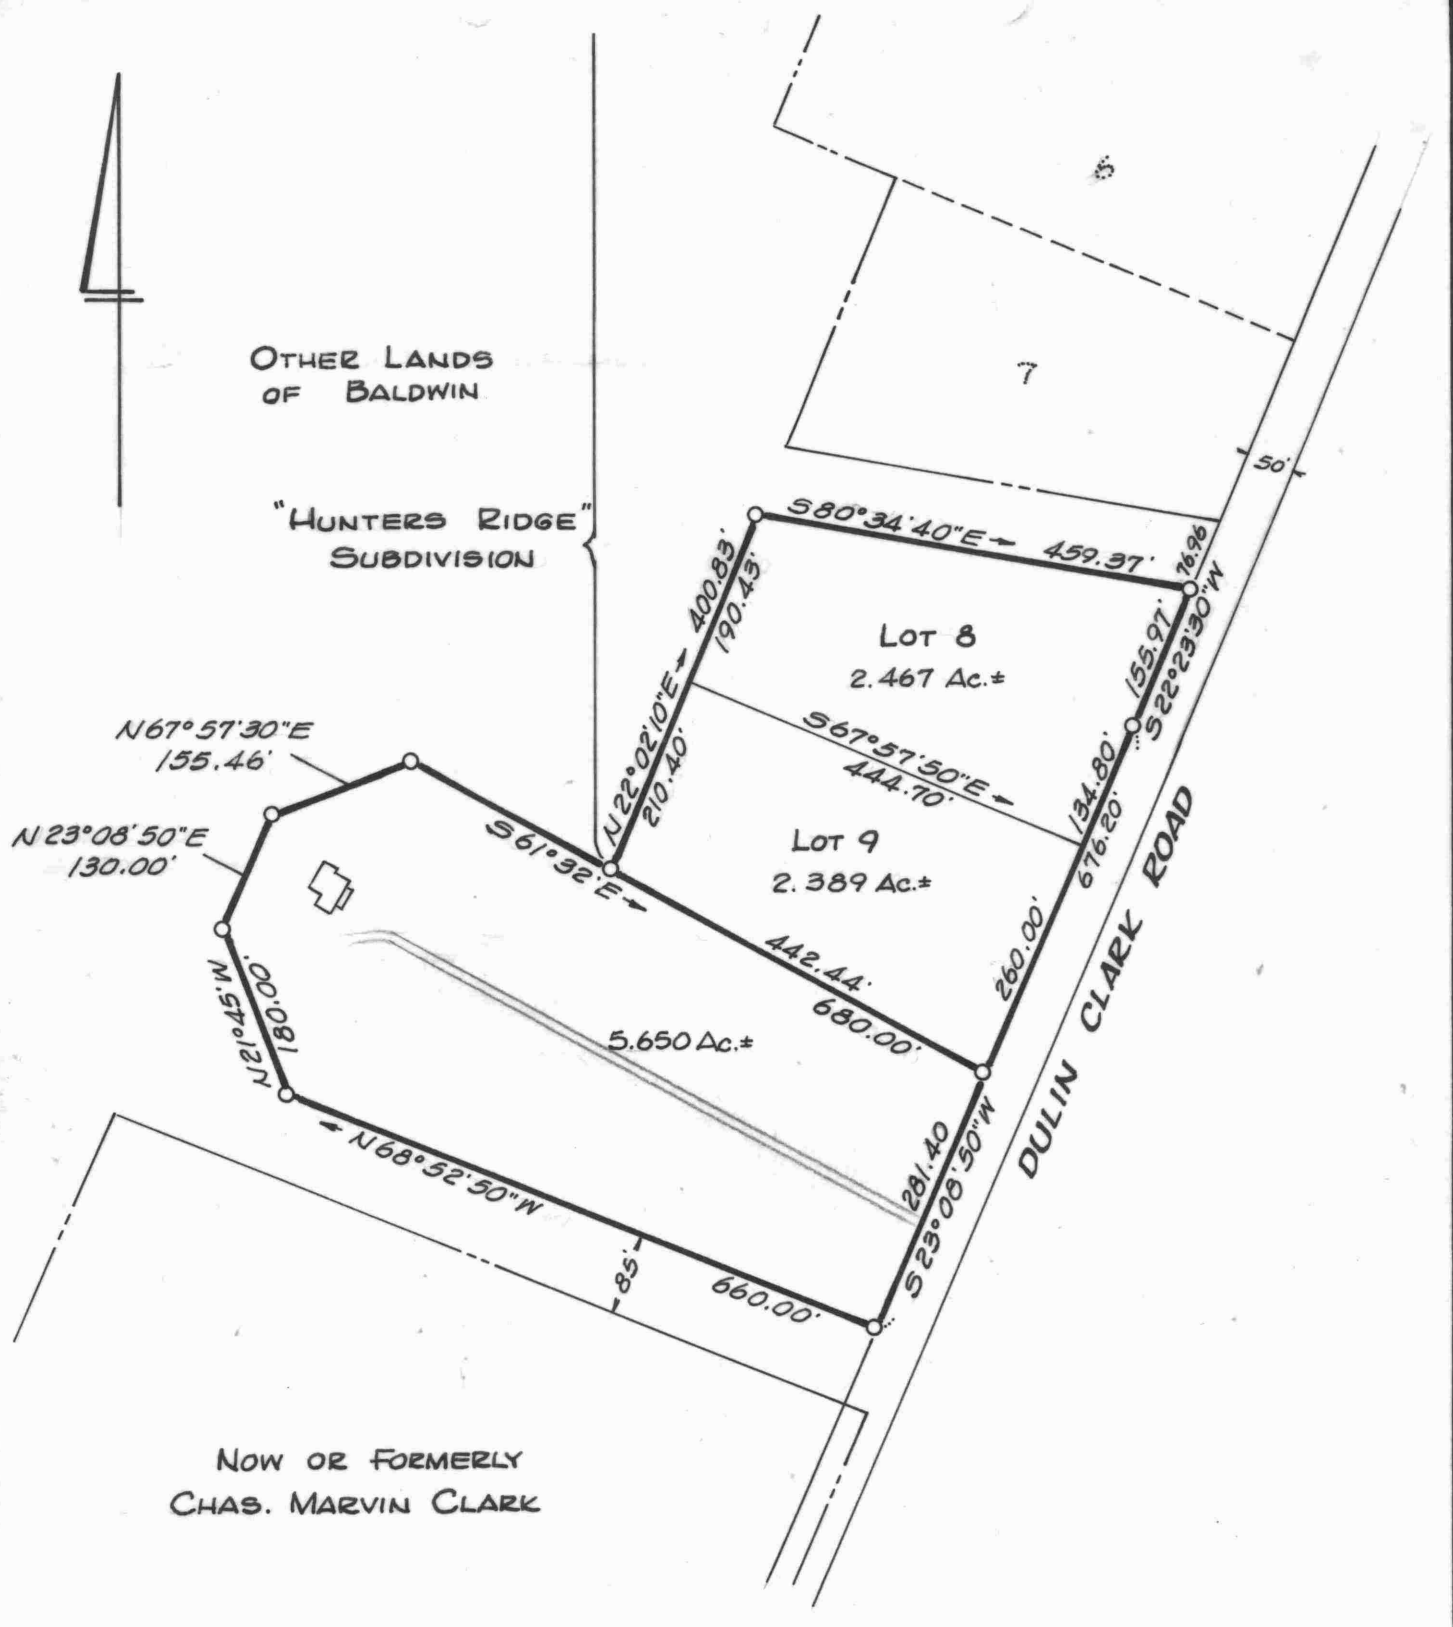 6
7
50'
OTHER LANDS
OF BALDWIN
"HUNTERS RIDGE"
SUBDIVISION
S80°34'40"E
459.37'
76.96
400.83'
190.43'
N22°02'10"E
210.40'
LOT 8
2.467 Ac.±
155.97'
S22°23'30"W
S67°57'50"E
444.70'
134.80'
676.20'
260.00'
LOT 9
2.389 Ac.±
DULIN CLARK ROAD
N67°57'30"E
155.46'
N23°08'50"E
130.00'
S61°32'E
442.44'
680.00'
N21°45'W
180.00'
5.650 Ac.±
281.40
S23°08'50"W
N68°52'50"W
660.00'
85'
NOW OR FORMERLY
CHAS. MARVIN CLARK